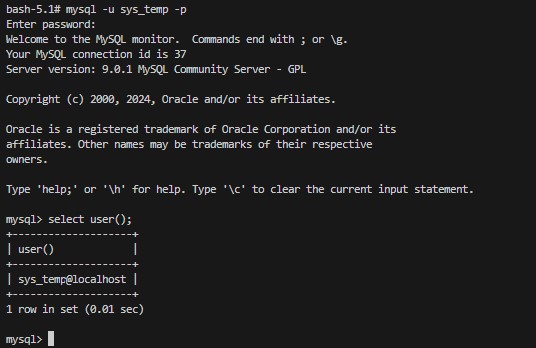 bash-5.1# mysql -u sys_temp -p
Enter password:
Welcome to the MySQL monitor.  Commands end with ; or \g.
Your MySQL connection id is 37
Server version: 9.0.1 MySQL Community Server - GPL
Copyright (c) 2000, 2024, Oracle and/or its affiliates.
Oracle is a registered trademark of Oracle Corporation and/or its
affiliates. Other names may be trademarks of their respective
owners.
Type 'help;' or '\h' for help. Type '\c' to clear the current input statement.
mysql> select user();
+--------------------+
| user()             |
+--------------------+
| sys_temp@localhost |
+--------------------+
1 row in set (0.01 sec)
mysql>